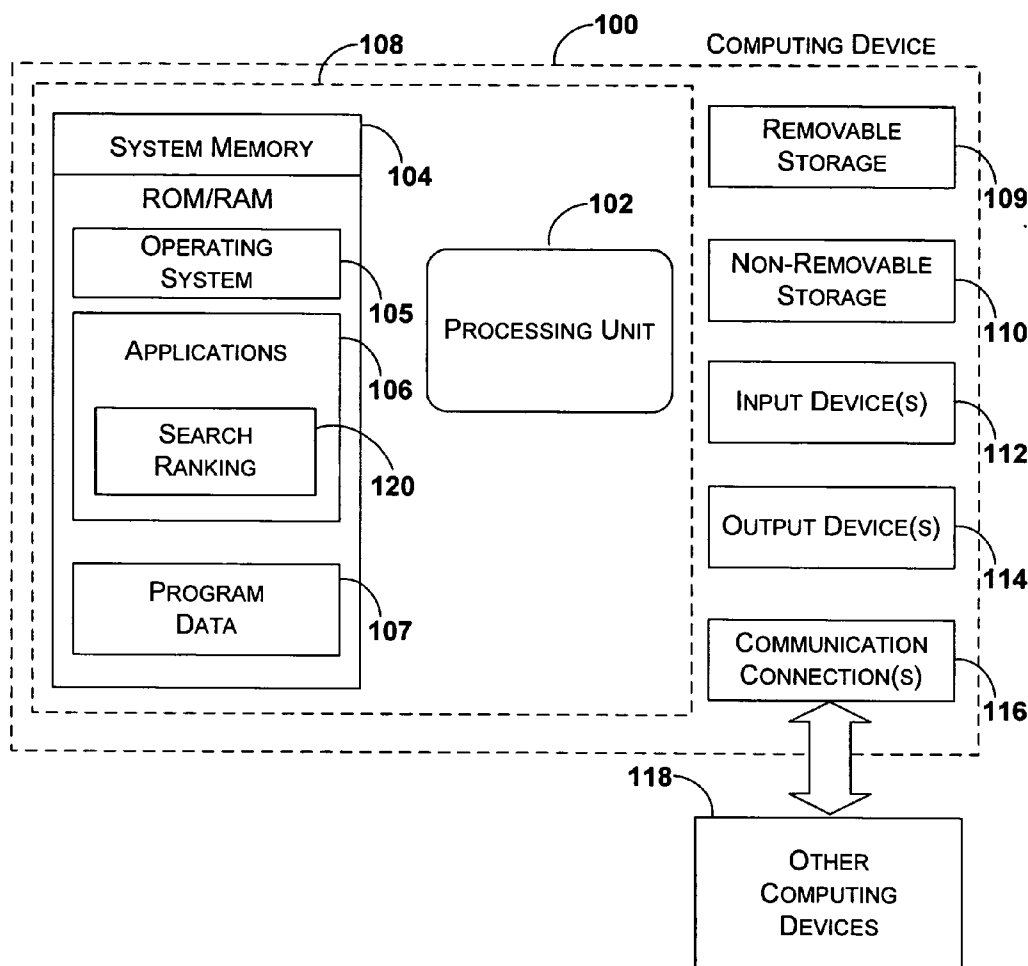 108
100
COMPUTING DEVICE
SYSTEM MEMORY
104
ROM/RAM
OPERATING
SYSTEM
105
APPLICATIONS
106
SEARCH
RANKING
120
PROGRAM
DATA
107
102
PROCESSING UNIT
REMOVABLE
STORAGE
109
NON-REMOVABLE
STORAGE
110
INPUT DEVICE(S)
112
OUTPUT DEVICE(S)
114
COMMUNICATION
CONNECTION(S)
116
118
OTHER
COMPUTING
DEVICES